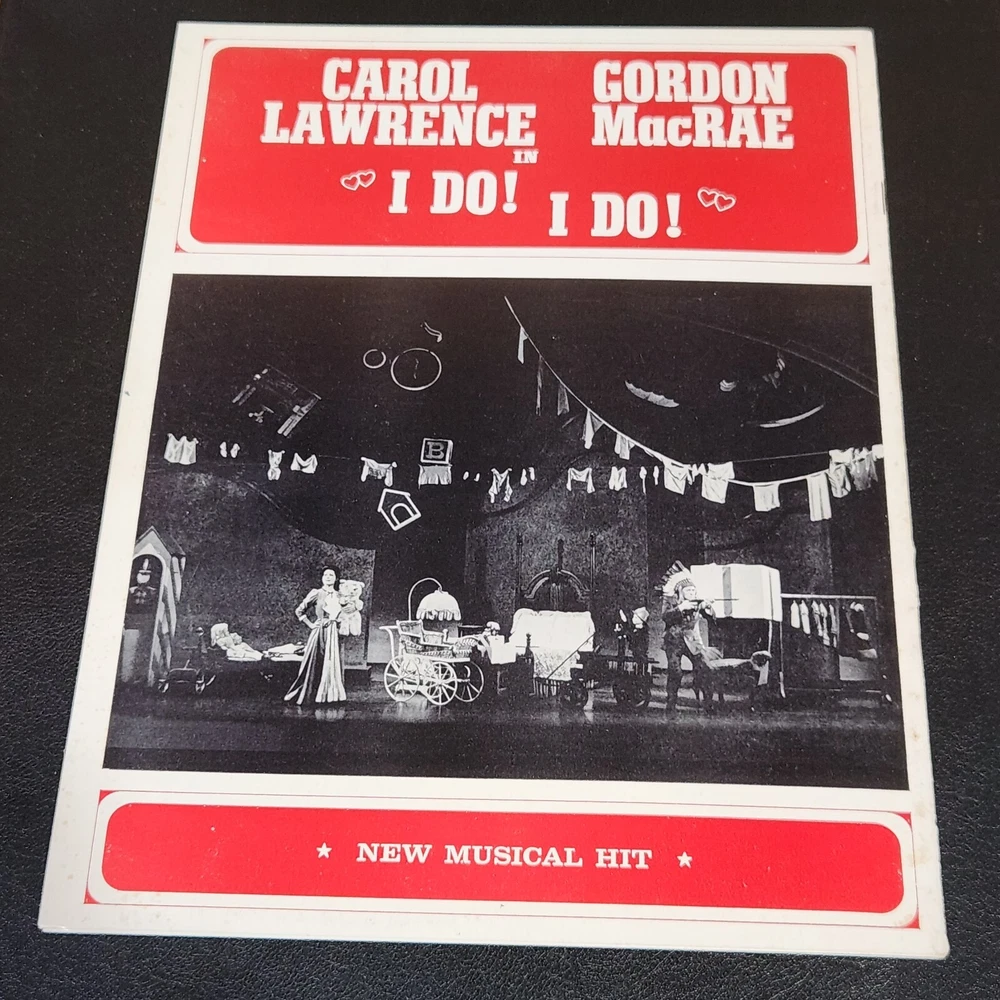 CAROL
LAWRENCE
GORDON
MacRAE
IN
I DO! I DO!
B
★ NEW MUSICAL HIT ★